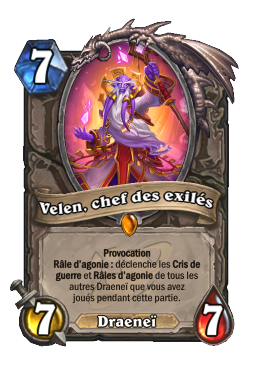 7
Velen, chef des exilés
Provocation
Râle d'agonie : déclenche les Cris de
guerre et Râles d'agonie de tous les
autres Draeneï que vous avez
joués pendant cette partie.
7
Draeneï
7